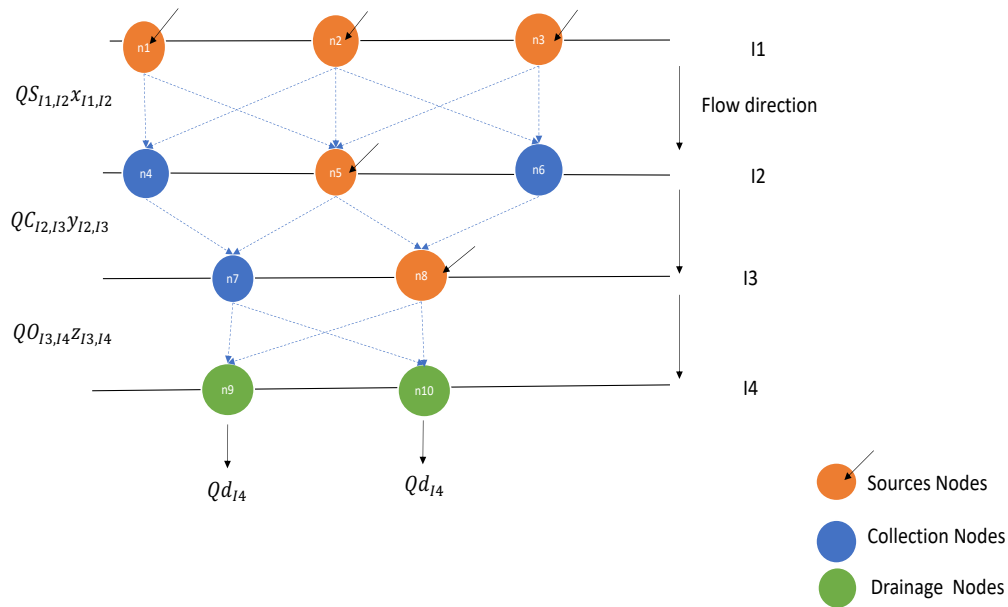 n1 n2 n3 I1
QS_{I1,I2}x_{I1,I2}
Flow direction
n4 n5 n6 I2
QC_{I2,I3}y_{I2,I3}
n7 n8 I3
QO_{I3,I4}z_{I3,I4}
n9 n10 I4
Qd_{I4} Qd_{I4}
Sources Nodes
Collection Nodes
Drainage Nodes